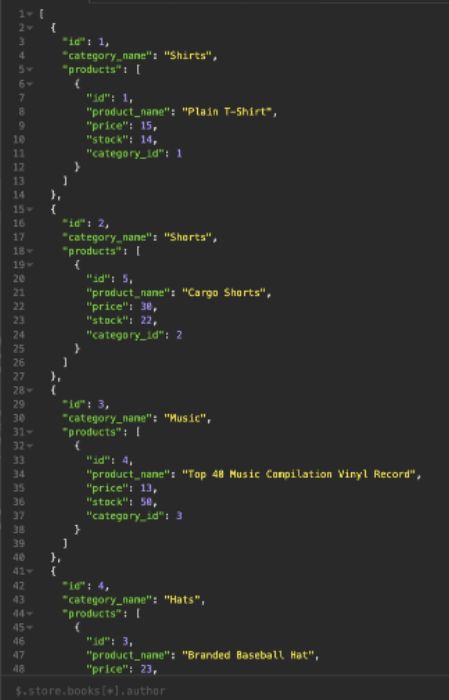 1 [
2 {
3 "id": 1,
4 "category_name": "Shirts",
5 "products": [
6 {
7 "id": 1,
8 "product_name": "Plain T-Shirt",
9 "price": 15,
10 "stock": 14,
11 "category_id": 1
12 }
13 ]
14 },
15 {
16 "id": 2,
17 "category_name": "Shorts",
18 "products": [
19 {
20 "id": 5,
21 "product_name": "Cargo Shorts",
22 "price": 30,
23 "stock": 22,
24 "category_id": 2
25 }
26 ]
27 },
28 {
29 "id": 3,
30 "category_name": "Music",
31 "products": [
32 {
33 "id": 4,
34 "product_name": "Top 40 Music Compilation Vinyl Record",
35 "price": 13,
36 "stock": 50,
37 "category_id": 3
38 }
39 ]
40 },
41 {
42 "id": 4,
43 "category_name": "Hats",
44 "products": [
45 {
46 "id": 3,
47 "product_name": "Branded Baseball Hat",
48 "price": 23,
$.store.books[*].author